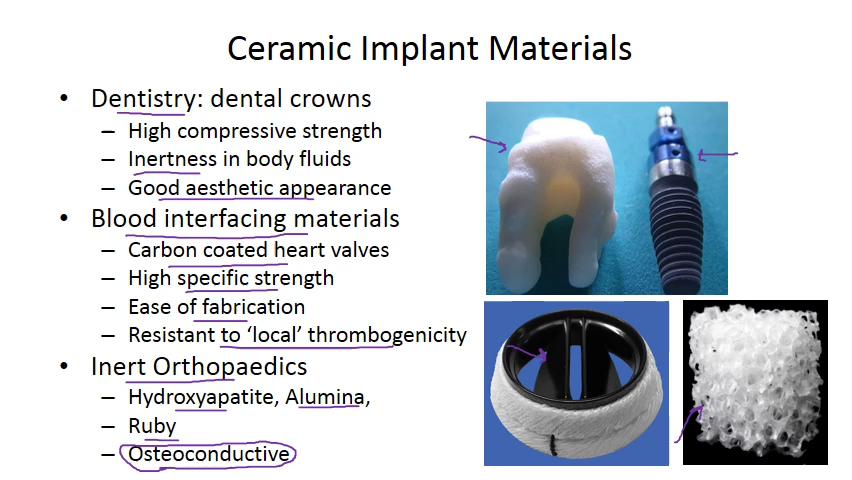 Ceramic Implant Materials
• Dentistry: dental crowns
– High compressive strength
– Inertness in body fluids
– Good aesthetic appearance
• Blood interfacing materials
– Carbon coated heart valves
– High specific strength
– Ease of fabrication
– Resistant to ‘local’ thrombogenicity
• Inert Orthopaedics
– Hydroxyapatite, Alumina,
– Ruby
– Osteoconductive